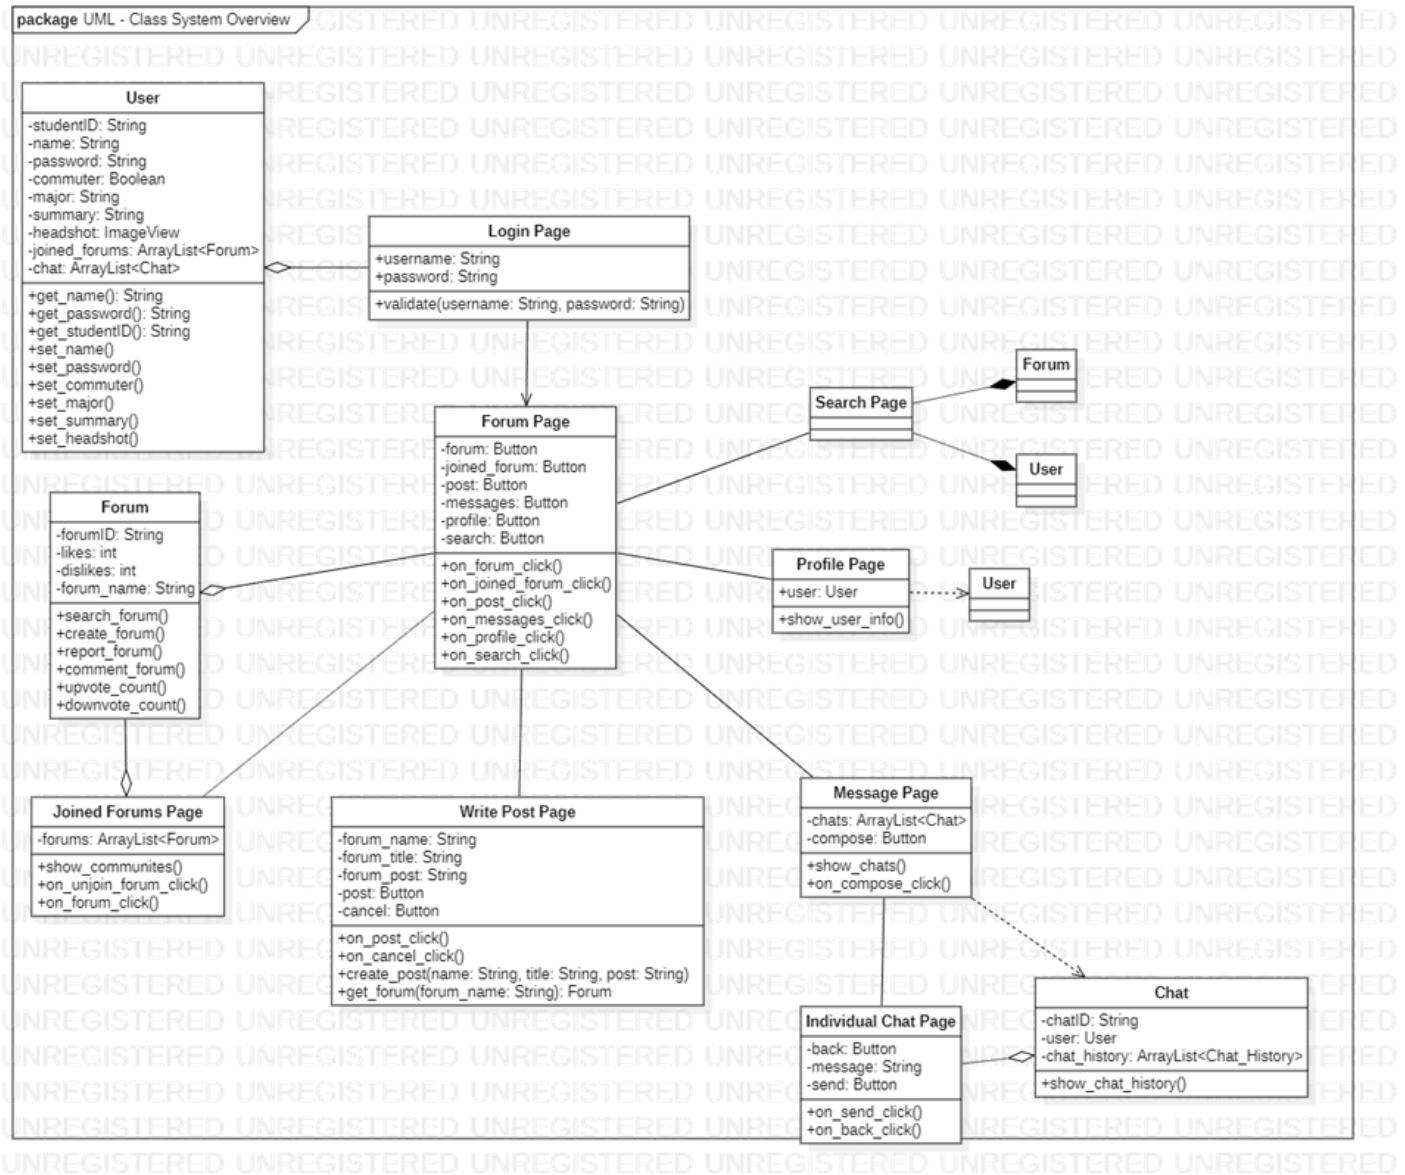 package UML - Class System Overview
User
-studentID: String
-name: String
-password: String
-commuter: Boolean
-major: String
-summary: String
-headshot: ImageView
-joined_forums: ArrayList<Forum>
-chat: ArrayList<Chat>
+get_name(): String
+get_password(): String
+get_studentID(): String
+set_name()
+set_password()
+set_commuter()
+set_major()
+set_summary()
+set_headshot()
Login Page
+username: String
+password: String
+validate(username: String, password: String)
Forum Page
-forum: Button
-joined_forum: Button
-post: Button
-messages: Button
-profile: Button
-search: Button
+on_forum_click()
+on_joined_forum_click()
+on_post_click()
+on_messages_click()
+on_profile_click()
+on_search_click()
Search Page
Forum
User
Profile Page
+user: User
+show_user_info()
User
Forum
-forumID: String
-likes: int
-dislikes: int
-forum_name: String
+search_forum()
+create_forum()
+report_forum()
+comment_forum()
+upvote_count()
+downvote_count()
Joined Forums Page
-forums: ArrayList<Forum>
+show_communites()
+on_unjoin_forum_click()
+on_forum_click()
Write Post Page
-forum_name: String
-forum_title: String
-forum_post: String
-post: Button
-cancel: Button
+on_post_click()
+on_cancel_click()
+create_post(name: String, title: String, post: String)
+get_forum(forum_name: String): Forum
Message Page
-chats: ArrayList<Chat>
-compose: Button
+show_chats()
+on_compose_click()
Individual Chat Page
-back: Button
-message: String
-send: Button
+on_send_click()
+on_back_click()
Chat
-chatID: String
-user: User
-chat_history: ArrayList<Chat_History>
+show_chat_history()
UNREGISTERED